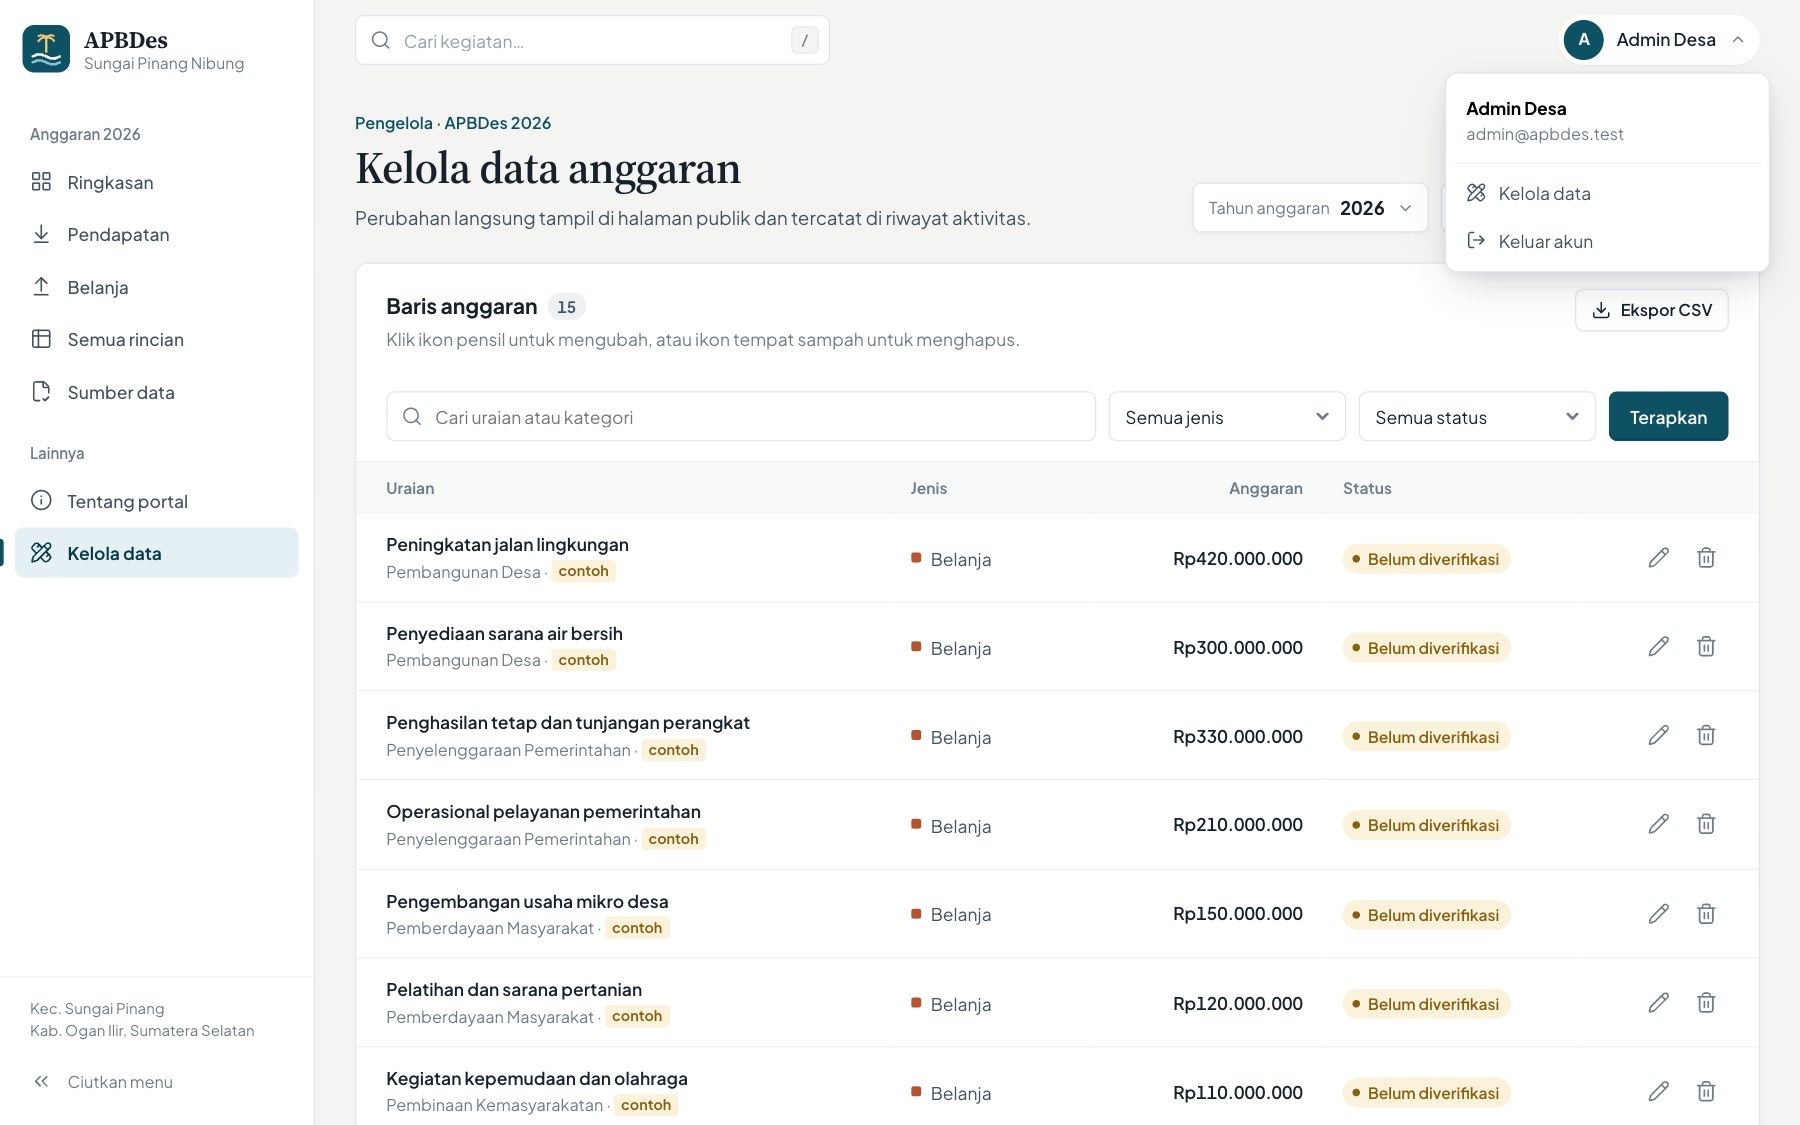 APBDes
Sungai Pinang Nibung
Anggaran 2026
Ringkasan
Pendapatan
Belanja
Semua rincian
Sumber data
Lainnya
Tentang portal
Kelola data
Kec. Sungai Pinang
Kab. Ogan Ilir, Sumatera Selatan
Ciutkan menu
Cari kegiatan... /
A Admin Desa
Admin Desa
admin@apbdes.test
Kelola data
Keluar akun
Pengelola · APBDes 2026
Kelola data anggaran
Perubahan langsung tampil di halaman publik dan tercatat di riwayat aktivitas.
Tahun anggaran 2026
Baris anggaran 15
Klik ikon pensil untuk mengubah, atau ikon tempat sampah untuk menghapus.
Ekspor CSV
Cari uraian atau kategori Semua jenis Semua status Terapkan
Uraian Jenis Anggaran Status
Peningkatan jalan lingkungan
Pembangunan Desa · contoh
Belanja Rp420.000.000 Belum diverifikasi
Penyediaan sarana air bersih
Pembangunan Desa · contoh
Belanja Rp300.000.000 Belum diverifikasi
Penghasilan tetap dan tunjangan perangkat
Penyelenggaraan Pemerintahan · contoh
Belanja Rp330.000.000 Belum diverifikasi
Operasional pelayanan pemerintahan
Penyelenggaraan Pemerintahan · contoh
Belanja Rp210.000.000 Belum diverifikasi
Pengembangan usaha mikro desa
Pemberdayaan Masyarakat · contoh
Belanja Rp150.000.000 Belum diverifikasi
Pelatihan dan sarana pertanian
Pemberdayaan Masyarakat · contoh
Belanja Rp120.000.000 Belum diverifikasi
Kegiatan kepemudaan dan olahraga
Pembinaan Kemasyarakatan · contoh
Belanja Rp110.000.000 Belum diverifikasi